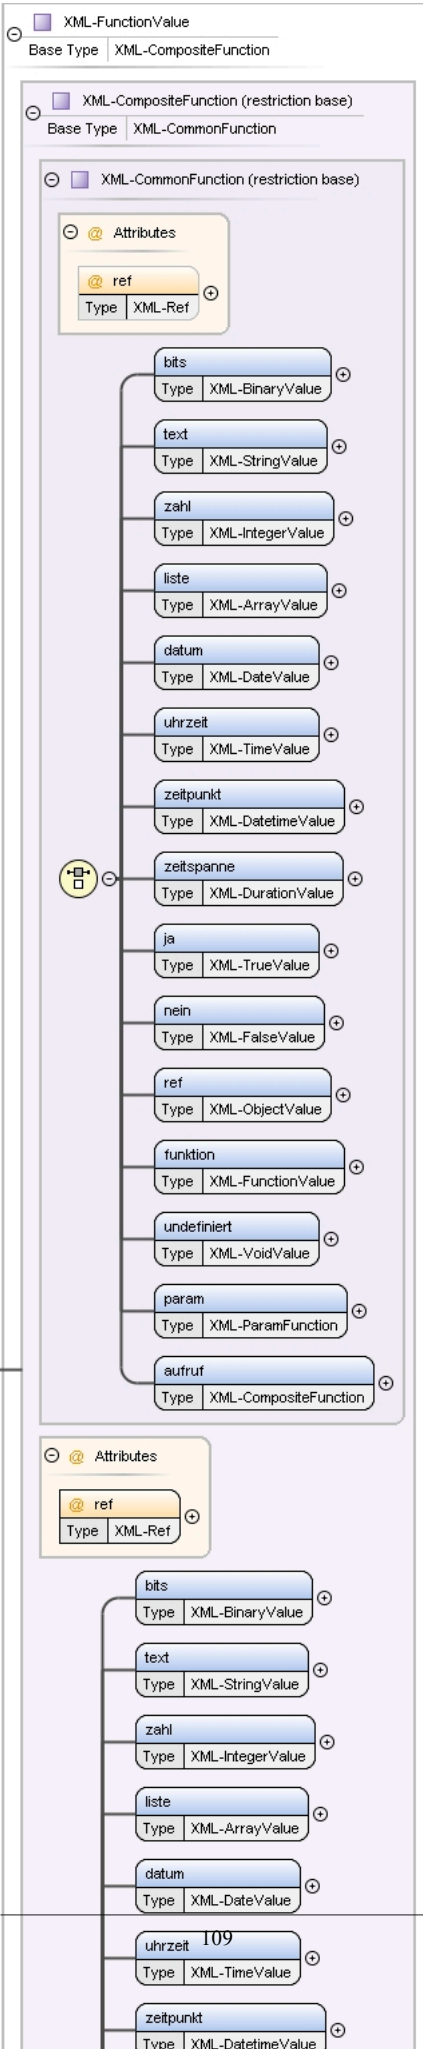 XML-FunctionValue
Base Type XML-CompositeFunction
XML-CompositeFunction (restriction base)
Base Type XML-CommonFunction
XML-CommonFunction (restriction base)
@ Attributes
@ ref
Type XML-Ref
bits
Type XML-BinaryValue
text
Type XML-StringValue
zahl
Type XML-IntegerValue
liste
Type XML-ArrayValue
datum
Type XML-DateValue
uhrzeit
Type XML-TimeValue
zeitpunkt
Type XML-DatetimeValue
zeitspanne
Type XML-DurationValue
ja
Type XML-TrueValue
nein
Type XML-FalseValue
ref
Type XML-ObjectValue
funktion
Type XML-FunctionValue
undefiniert
Type XML-VoidValue
param
Type XML-ParamFunction
aufruf
Type XML-CompositeFunction
@ Attributes
@ ref
Type XML-Ref
bits
Type XML-BinaryValue
text
Type XML-StringValue
zahl
Type XML-IntegerValue
liste
Type XML-ArrayValue
datum
Type XML-DateValue
uhrzeit 109
Type XML-TimeValue
zeitpunkt
Type XML-DatetimeValue